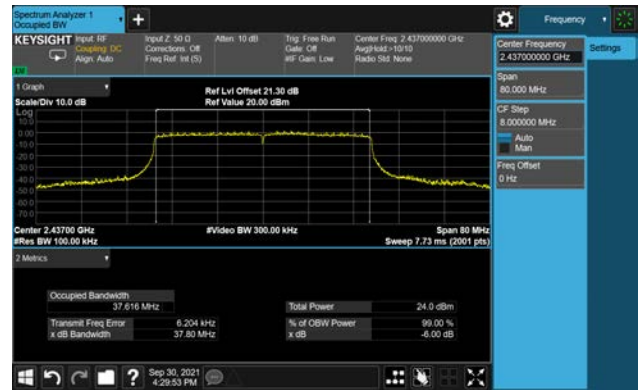 Spectrum Analyzer 1
Occupied BW
+
Frequency
KEYSIGHT Input: RF
Coupling: DC
Align: Auto
Input Z: 50 Ω
Corrections: Off
Freq Ref: Int (S)
Atten: 10 dB
Trig: Free Run
Gate: Off
#IF Gain: Low
Center Freq: 2.437000000 GHz
Avg|Hold:>10/10
Radio Std: None
Center Frequency
2.437000000 GHz
Settings
Span
80.000 MHz
CF Step
8.000000 MHz
Auto
Man
Freq Offset
0 Hz
1 Graph
Scale/Div 10.0 dB
Ref Lvl Offset 21.30 dB
Ref Value 20.00 dBm
Log
10.0
0.00
-10.0
-20.0
-30.0
-40.0
-50.0
-60.0
-70.0
Center 2.43700 GHz
#Res BW 100.00 kHz
#Video BW 300.00 kHz
Span 80 MHz
Sweep 7.73 ms (2001 pts)
2 Metrics
Occupied Bandwidth
37.616 MHz
Total Power 24.0 dBm
Transmit Freq Error 6.204 kHz
% of OBW Power 99.00 %
x dB Bandwidth 37.80 MHz
x dB -6.00 dB
?
Sep 30, 2021
4:29:53 PM